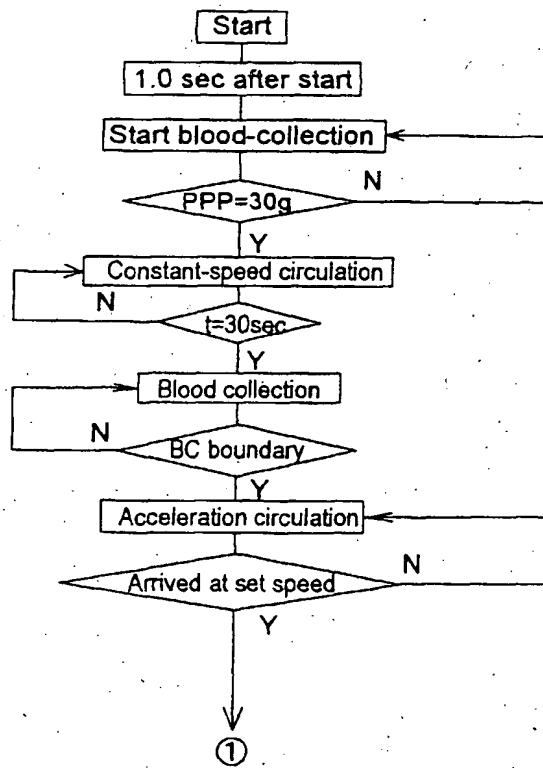 Start
1.0 sec after start
Start blood-collection
N
PPP=30g
Y
Constant-speed circulation
N
t=30sec
Y
Blood collection
N
BC boundary
Y
Acceleration circulation
N
Arrived at set speed
Y
①